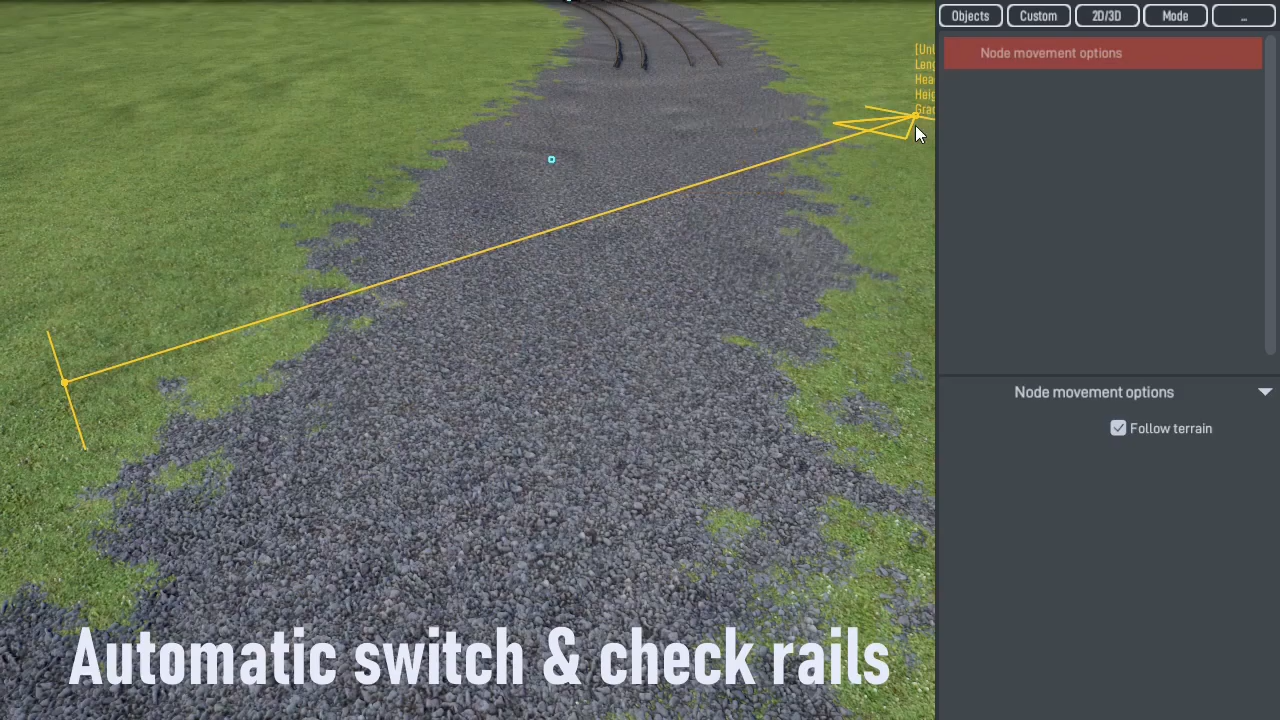 Objects
Custom
2D/3D
Mode
...
Node movement options
Node movement options
Follow terrain
Automatic switch & check rails